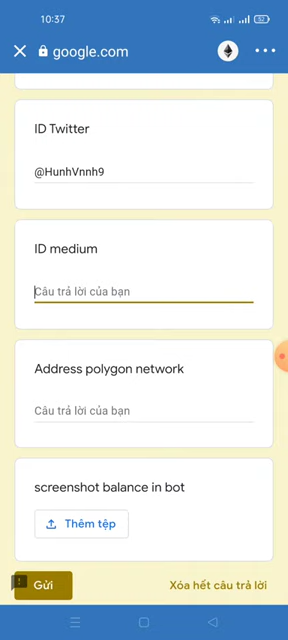 10:37
52
google.com
ID Twitter
@HunhVnnh9
ID medium
Câu trả lời của bạn
Address polygon network
Câu trả lời của bạn
screenshot balance in bot
Thêm tệp
Gửi
Xóa hết câu trả lời